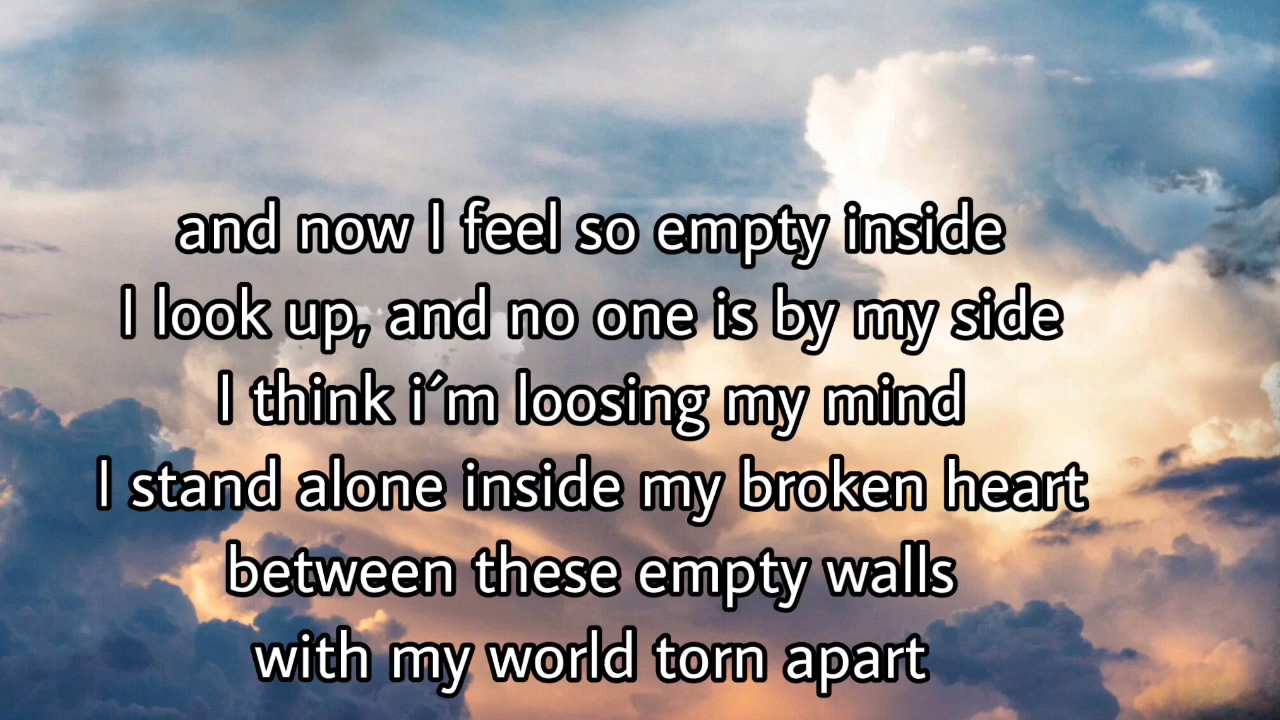 and now I feel so empty inside
I look up, and no one is by my side
I think i´m loosing my mind
I stand alone inside my broken heart
between these empty walls
with my world torn apart